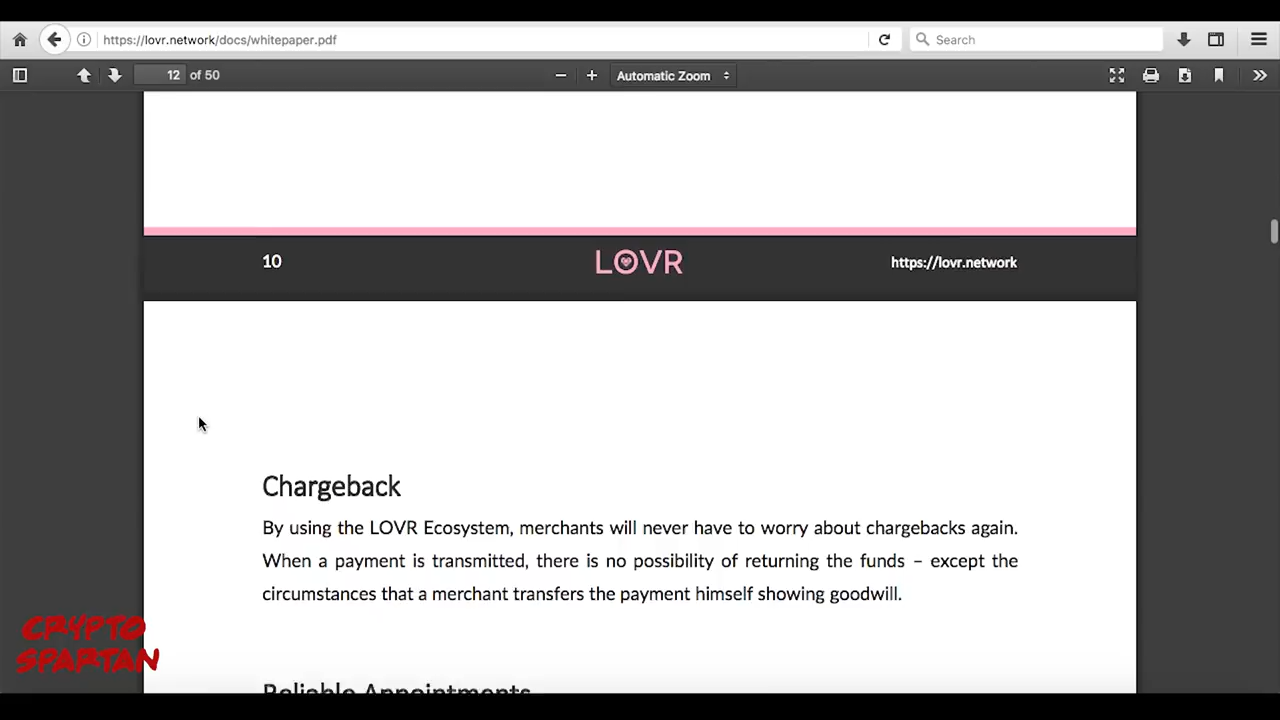 https://lovr.network/docs/whitepaper.pdf
Search
12 of 50
Automatic Zoom
10
LOVR
https://lovr.network
Chargeback
By using the LOVR Ecosystem, merchants will never have to worry about chargebacks again.
When a payment is transmitted, there is no possibility of returning the funds – except the
circumstances that a merchant transfers the payment himself showing goodwill.
CRYPTO
SPARTAN
Reliable Appointments